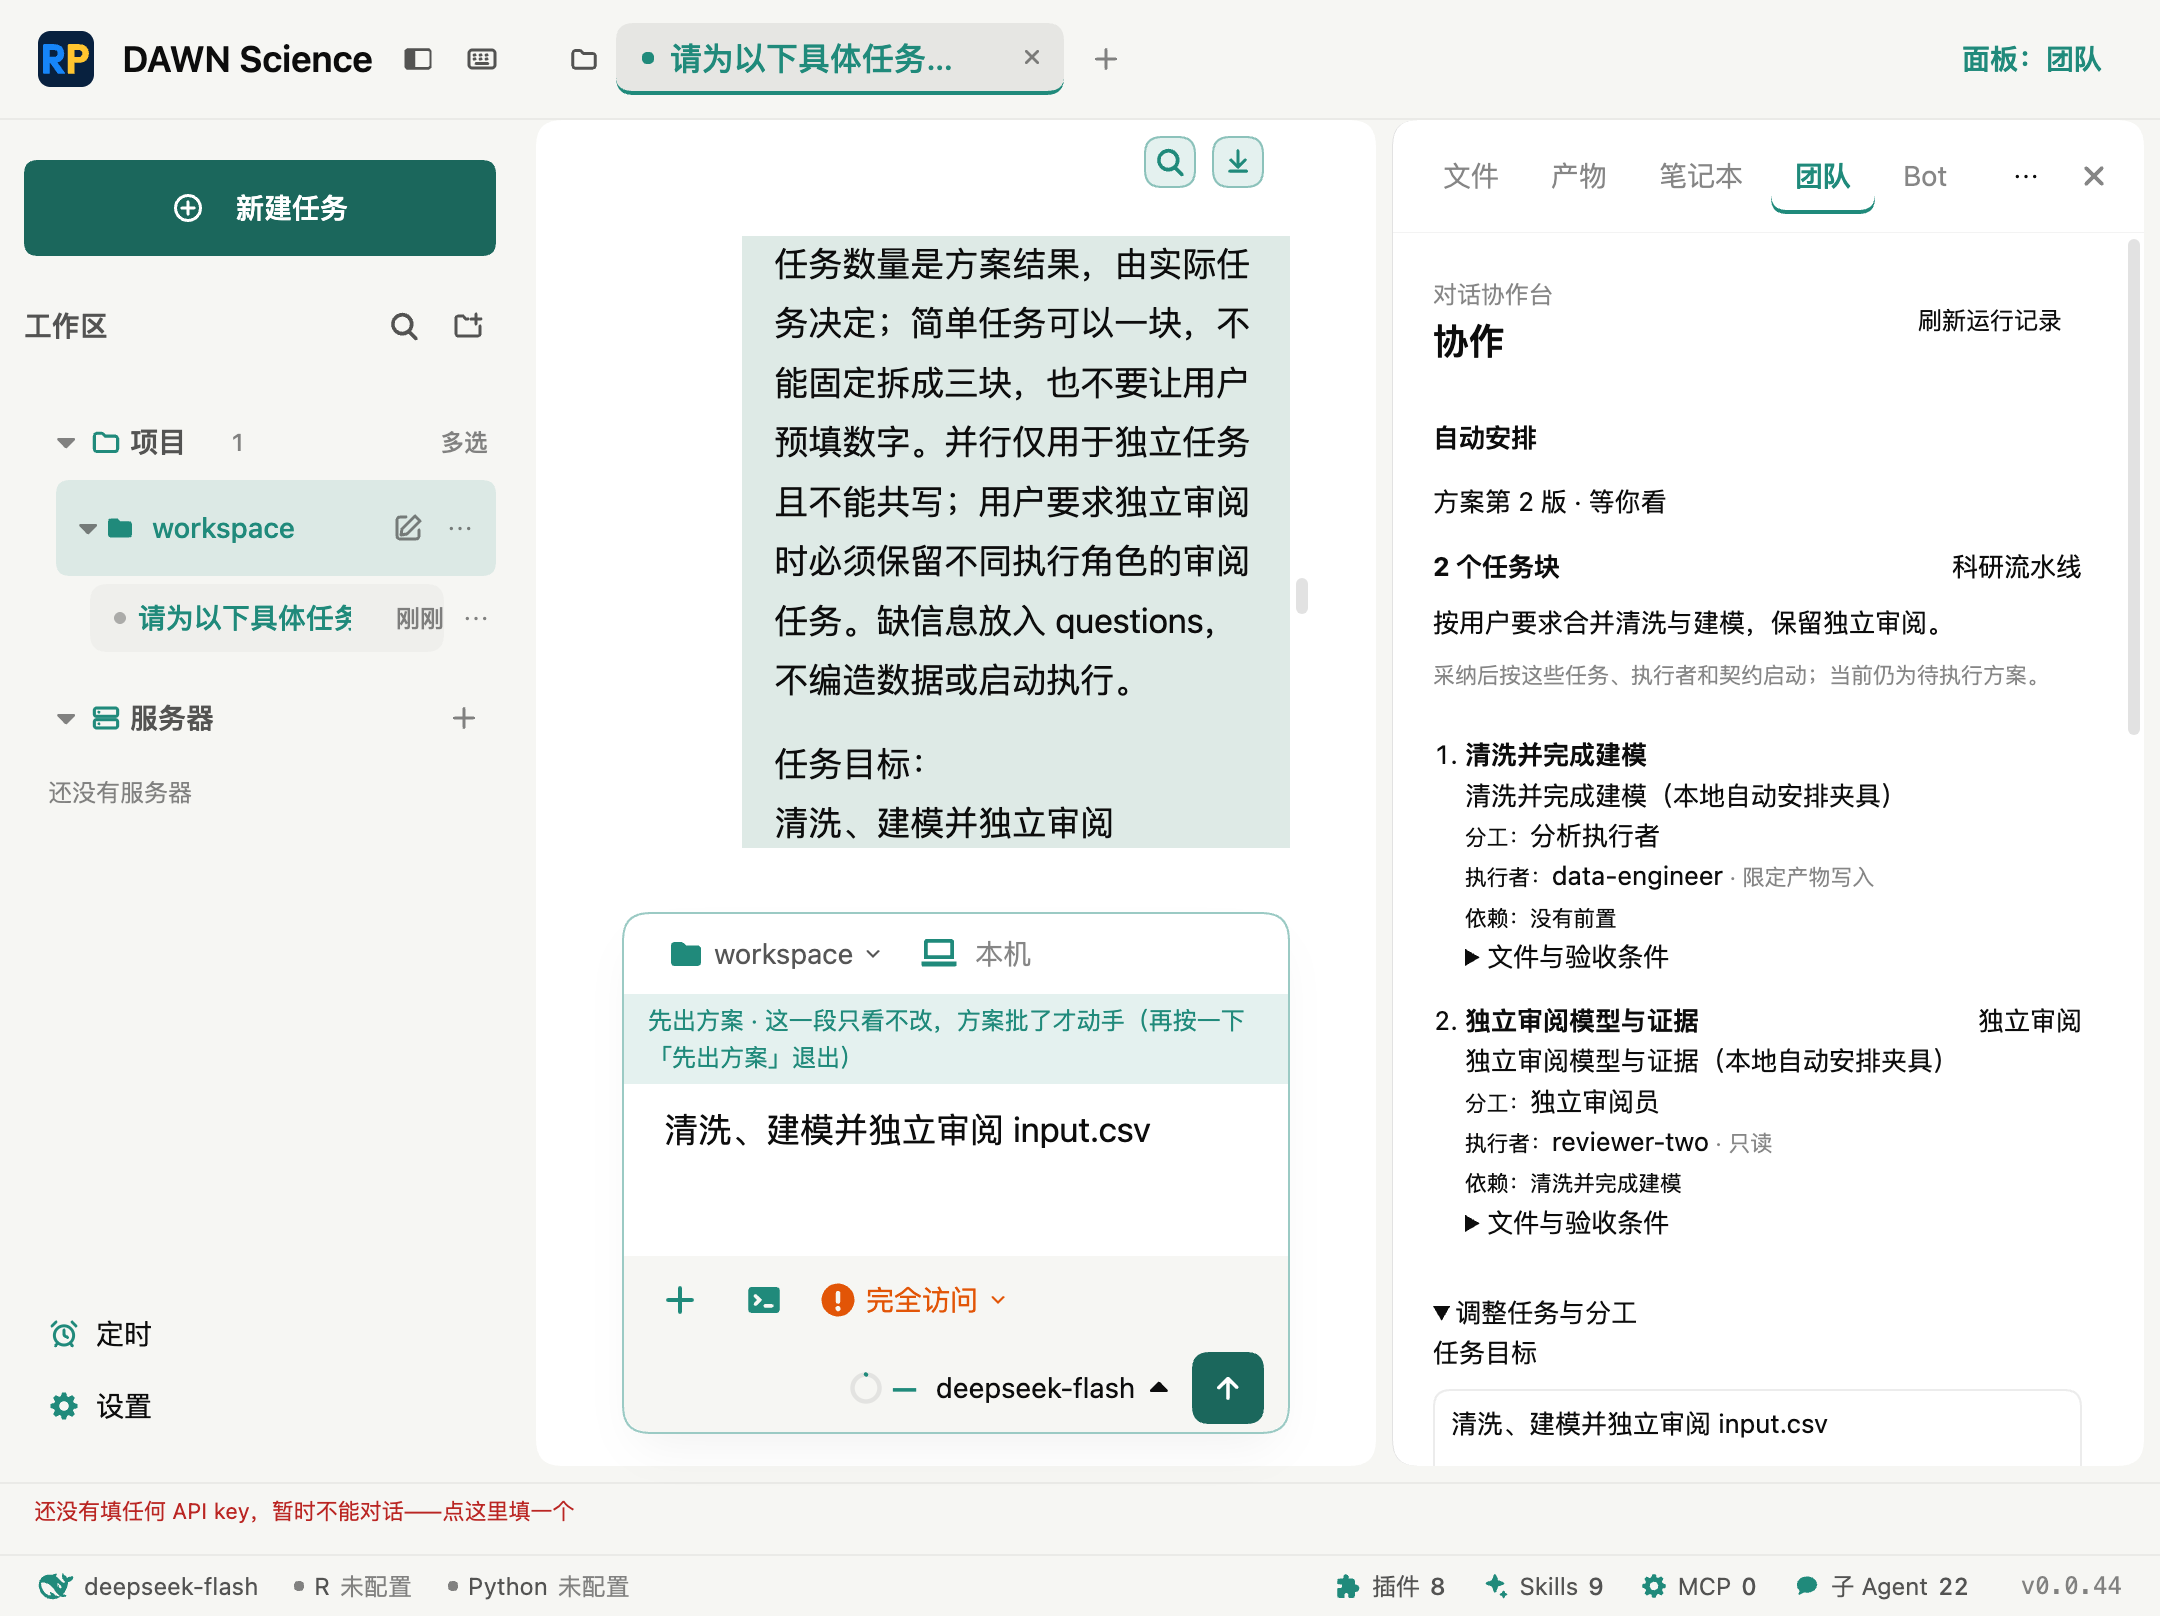 RP DAWN Science
请为以下具体任务...
面板：团队
新建任务
工作区
项目 1 多选
workspace
请为以下具体任务 刚刚
服务器
还没有服务器
定时
设置
任务数量是方案结果，由实际任
务决定；简单任务可以一块，不
能固定拆成三块，也不要让用户
预填数字。并行仅用于独立任务
且不能共写；用户要求独立审阅
时必须保留不同执行角色的审阅
任务。缺信息放入 questions，
不编造数据或启动执行。
任务目标：
清洗、建模并独立审阅
workspace 本机
先出方案 · 这一段只看不改，方案批了才动手（再按一下
「先出方案」退出）
清洗、建模并独立审阅 input.csv
完全访问
deepseek-flash
文件 产物 笔记本 团队 Bot
对话协作台
协作
刷新运行记录
自动安排
方案第 2 版 · 等你看
2 个任务块 科研流水线
按用户要求合并清洗与建模，保留独立审阅。
采纳后按这些任务、执行者和契约启动；当前仍为待执行方案。
1. 清洗并完成建模
清洗并完成建模（本地自动安排夹具）
分工：分析执行者
执行者：data-engineer · 限定产物写入
依赖：没有前置
文件与验收条件
2. 独立审阅模型与证据 独立审阅
独立审阅模型与证据（本地自动安排夹具）
分工：独立审阅员
执行者：reviewer-two · 只读
依赖：清洗并完成建模
文件与验收条件
调整任务与分工
任务目标
清洗、建模并独立审阅 input.csv
还没有填任何 API key，暂时不能对话——点这里填一个
deepseek-flash R 未配置 Python 未配置
插件 8 Skills 9 MCP 0 子 Agent 22 v0.0.44